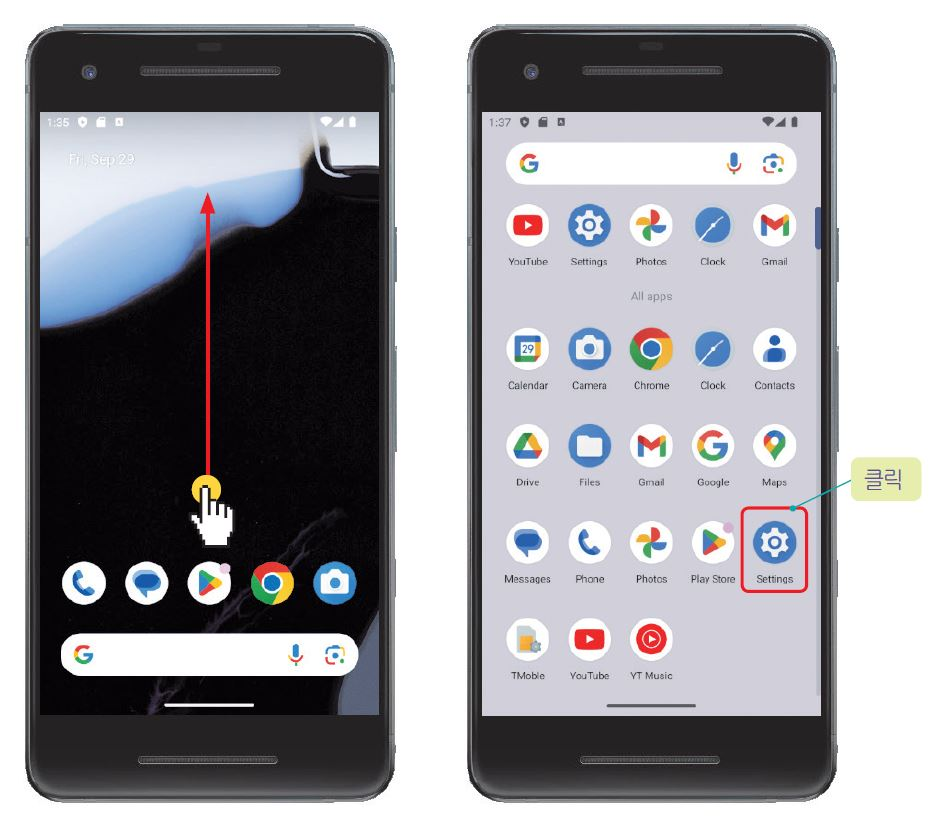 1:35
Fri, Sep 29
1:37
YouTube Settings Photos Clock Gmail
All apps
29
Calendar Camera Chrome Clock Contacts
Drive Files Gmail Google Maps
클릭
Messages Phone Photos Play Store Settings
TMoble YouTube YT Music